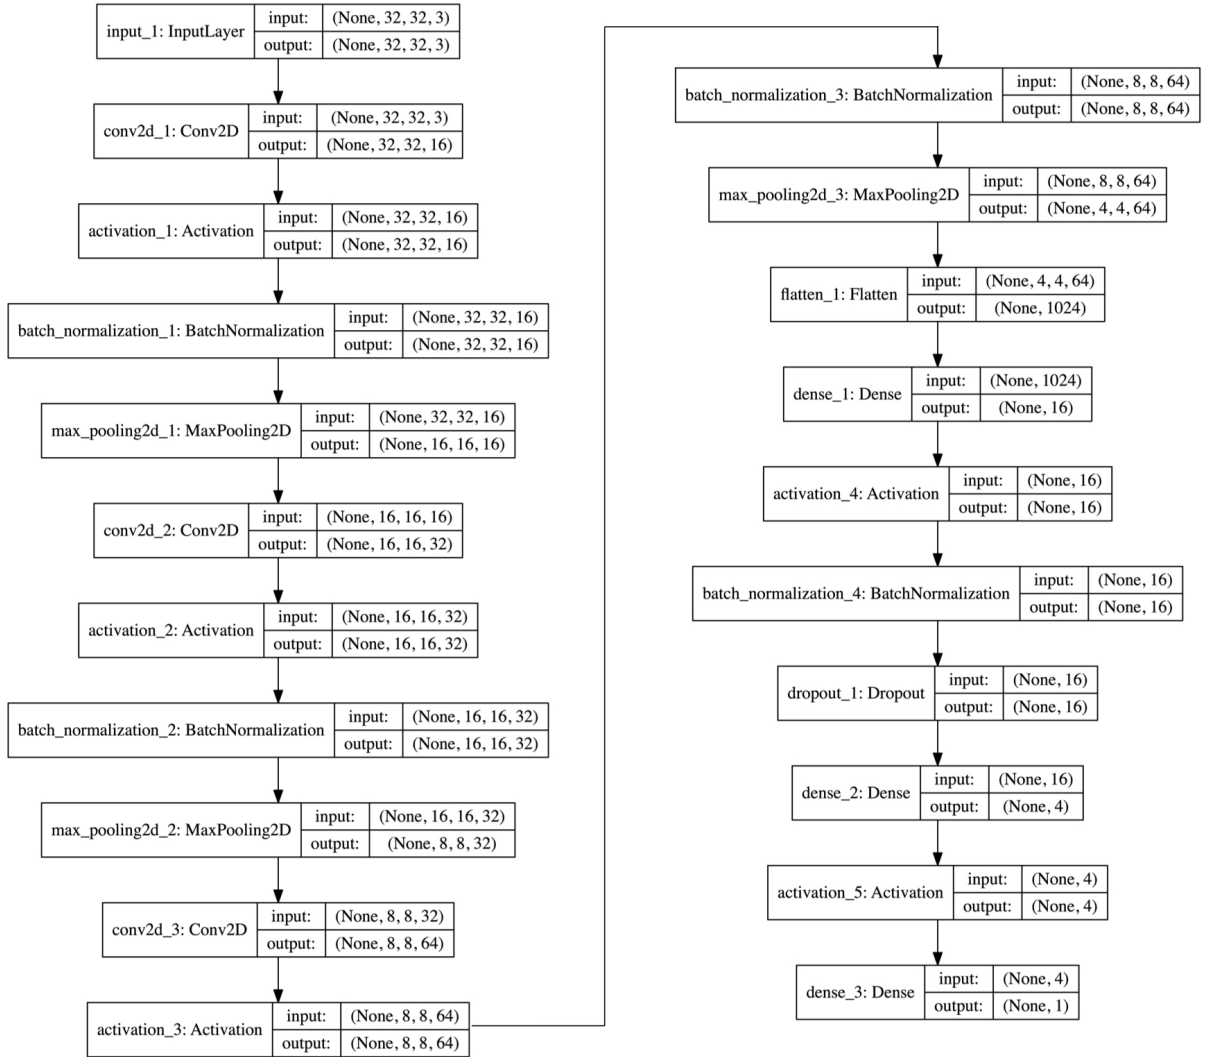 input_1: InputLayer
input: (None, 32, 32, 3)
output: (None, 32, 32, 3)
conv2d_1: Conv2D
input: (None, 32, 32, 3)
output: (None, 32, 32, 16)
activation_1: Activation
input: (None, 32, 32, 16)
output: (None, 32, 32, 16)
batch_normalization_1: BatchNormalization
input: (None, 32, 32, 16)
output: (None, 32, 32, 16)
max_pooling2d_1: MaxPooling2D
input: (None, 32, 32, 16)
output: (None, 16, 16, 16)
conv2d_2: Conv2D
input: (None, 16, 16, 16)
output: (None, 16, 16, 32)
activation_2: Activation
input: (None, 16, 16, 32)
output: (None, 16, 16, 32)
batch_normalization_2: BatchNormalization
input: (None, 16, 16, 32)
output: (None, 16, 16, 32)
max_pooling2d_2: MaxPooling2D
input: (None, 16, 16, 32)
output: (None, 8, 8, 32)
conv2d_3: Conv2D
input: (None, 8, 8, 32)
output: (None, 8, 8, 64)
activation_3: Activation
input: (None, 8, 8, 64)
output: (None, 8, 8, 64)
batch_normalization_3: BatchNormalization
input: (None, 8, 8, 64)
output: (None, 8, 8, 64)
max_pooling2d_3: MaxPooling2D
input: (None, 8, 8, 64)
output: (None, 4, 4, 64)
flatten_1: Flatten
input: (None, 4, 4, 64)
output: (None, 1024)
dense_1: Dense
input: (None, 1024)
output: (None, 16)
activation_4: Activation
input: (None, 16)
output: (None, 16)
batch_normalization_4: BatchNormalization
input: (None, 16)
output: (None, 16)
dropout_1: Dropout
input: (None, 16)
output: (None, 16)
dense_2: Dense
input: (None, 16)
output: (None, 4)
activation_5: Activation
input: (None, 4)
output: (None, 4)
dense_3: Dense
input: (None, 4)
output: (None, 1)